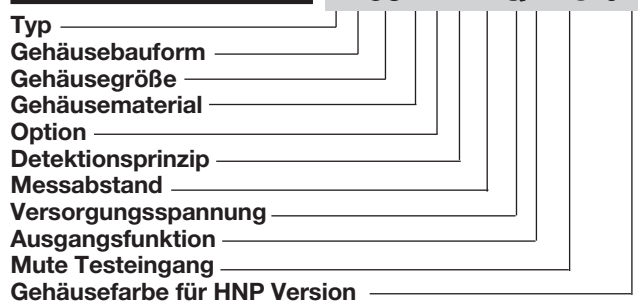 Typ
Gehäusebauform
Gehäusegröße
Gehäusematerial
Option
Detektionsprinzip
Messabstand
Versorgungsspannung
Ausgangsfunktion
Mute Testeingang
Gehäusefarbe für HNP Version